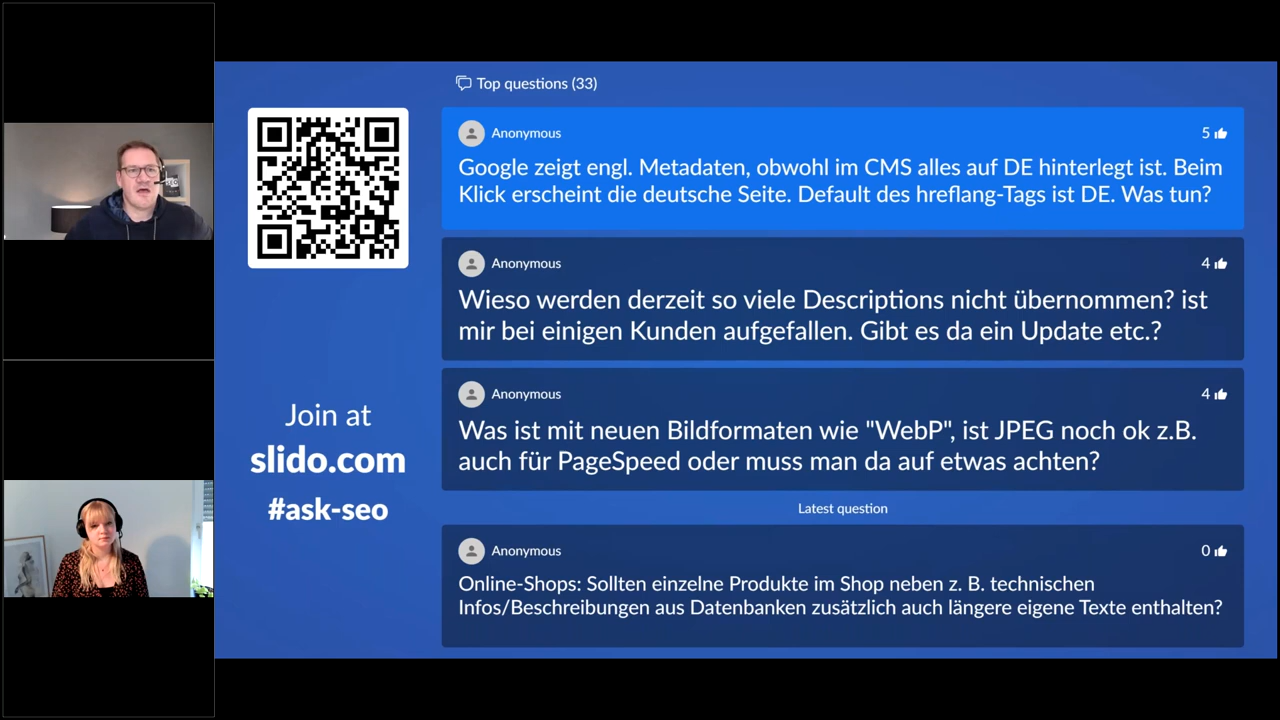 Top questions (33)
Anonymous
5
Google zeigt engl. Metadaten, obwohl im CMS alles auf DE hinterlegt ist. Beim
Klick erscheint die deutsche Seite. Default des hreflang-Tags ist DE. Was tun?
Anonymous
4
Wieso werden derzeit so viele Descriptions nicht übernommen? ist
mir bei einigen Kunden aufgefallen. Gibt es da ein Update etc.?
Anonymous
4
Was ist mit neuen Bildformaten wie "WebP", ist JPEG noch ok z.B.
auch für PageSpeed oder muss man da auf etwas achten?
Latest question
Anonymous
0
Online-Shops: Sollten einzelne Produkte im Shop neben z. B. technischen
Infos/Beschreibungen aus Datenbanken zusätzlich auch längere eigene Texte enthalten?
Join at
slido.com
#ask-seo